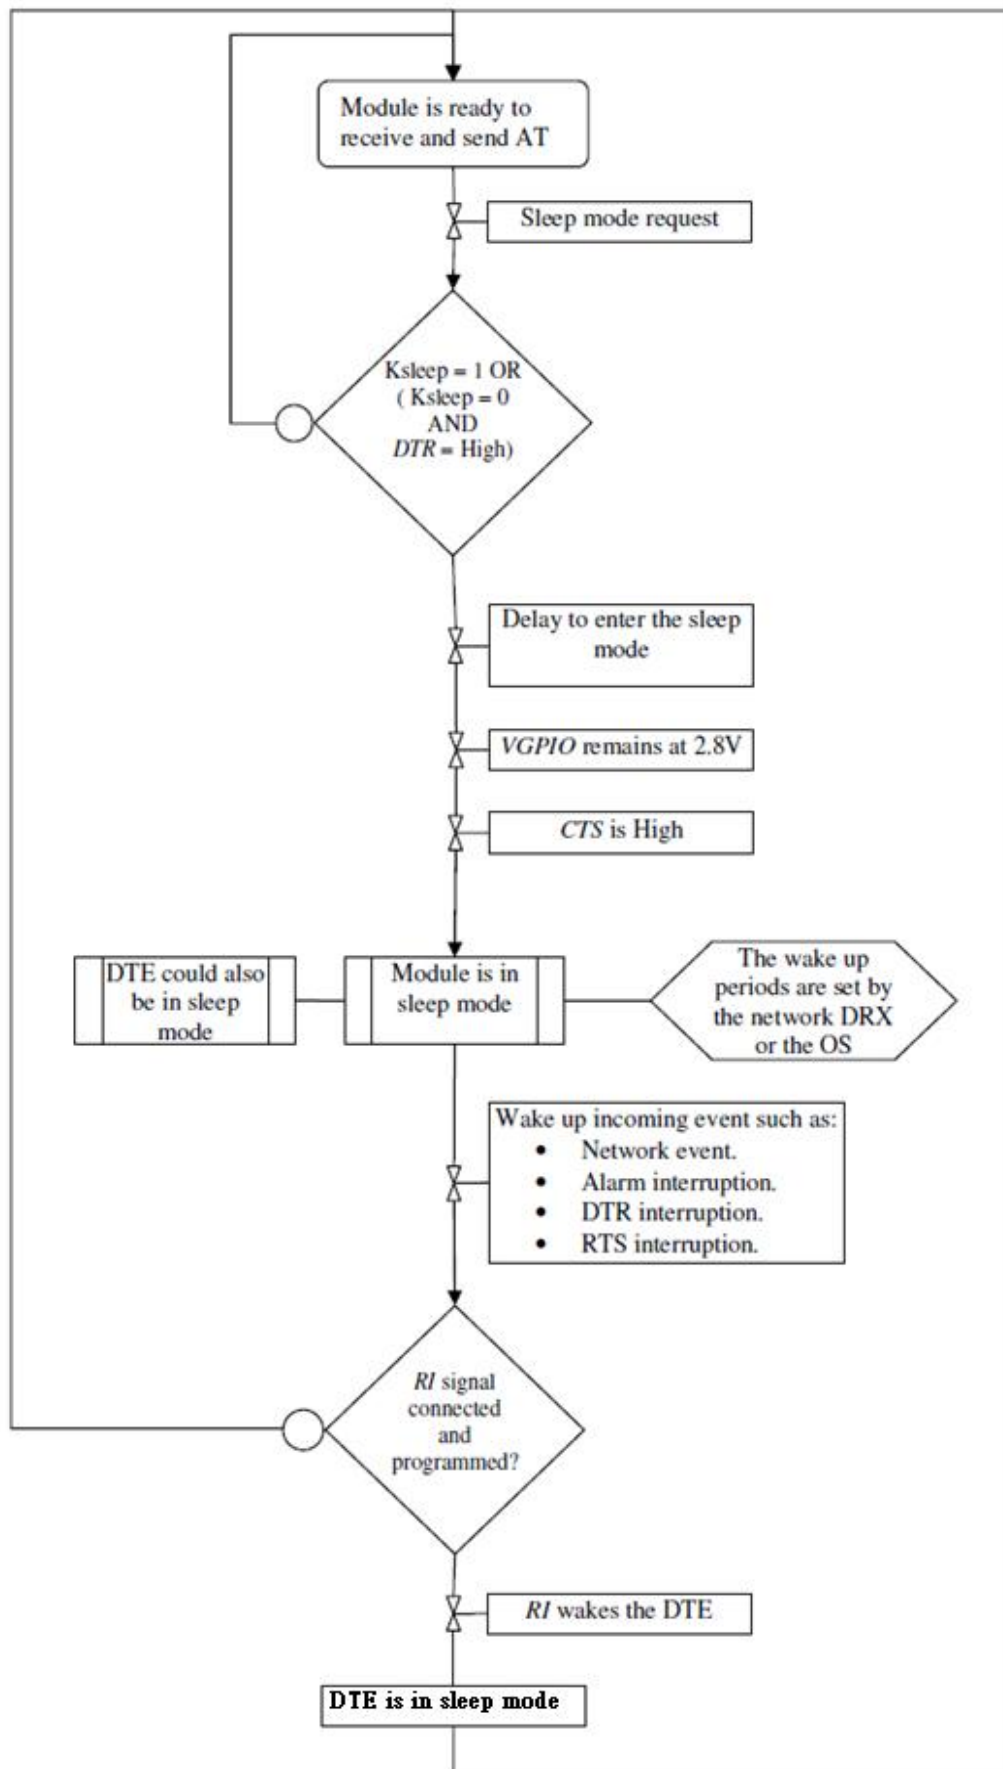 Module is ready to
receive and send AT
Sleep mode request
Ksleep = 1 OR
( Ksleep = 0
AND
DTR = High)
Delay to enter the sleep
mode
VGPIO remains at 2.8V
CTS is High
DTE could also
be in sleep
mode
Module is in
sleep mode
The wake up
periods are set by
the network DRX
or the OS
Wake up incoming event such as:
• Network event.
• Alarm interruption.
• DTR interruption.
• RTS interruption.
RI signal
connected
and
programmed?
RI wakes the DTE
DTE is in sleep mode